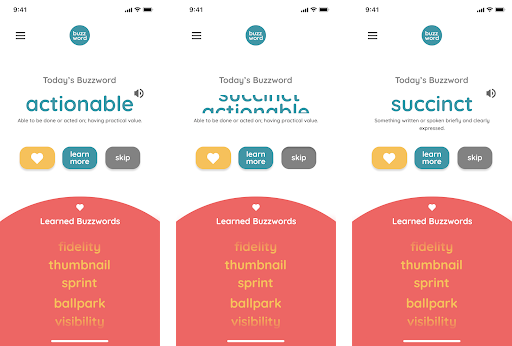 9:41
buzz
word
Today's Buzzword
actionable
Able to be done or acted on; having practical value.
learn
more
skip
Learned Buzzwords
fidelity
thumbnail
sprint
ballpark
visibility
9:41
buzz
word
Today's Buzzword
succinct
actionable
Able to be done or acted on; having practical value.
learn
more
skip
Learned Buzzwords
fidelity
thumbnail
sprint
ballpark
visibility
9:41
buzz
word
Today's Buzzword
succinct
Something written or spoken briefly and clearly
expressed.
learn
more
skip
Learned Buzzwords
fidelity
thumbnail
sprint
ballpark
visibility